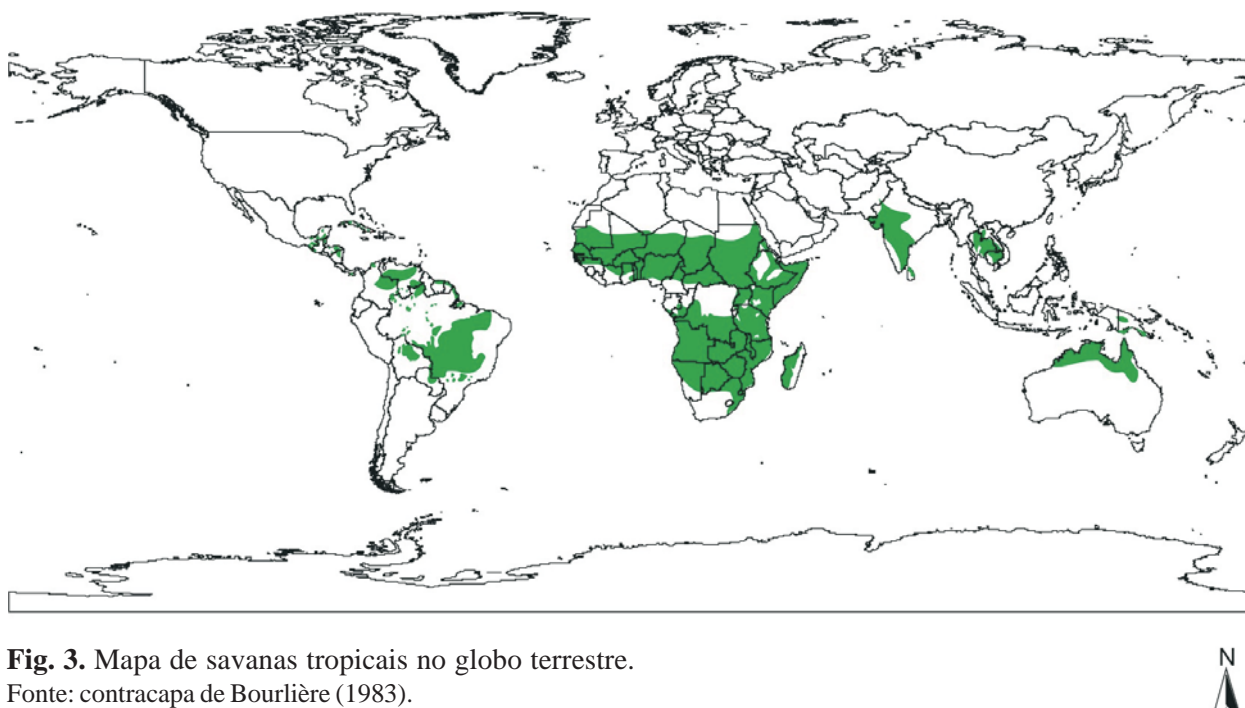 Fig. 3. Mapa de savanas tropicais no globo terrestre.
Fonte: contracapa de Bourlière (1983).
N